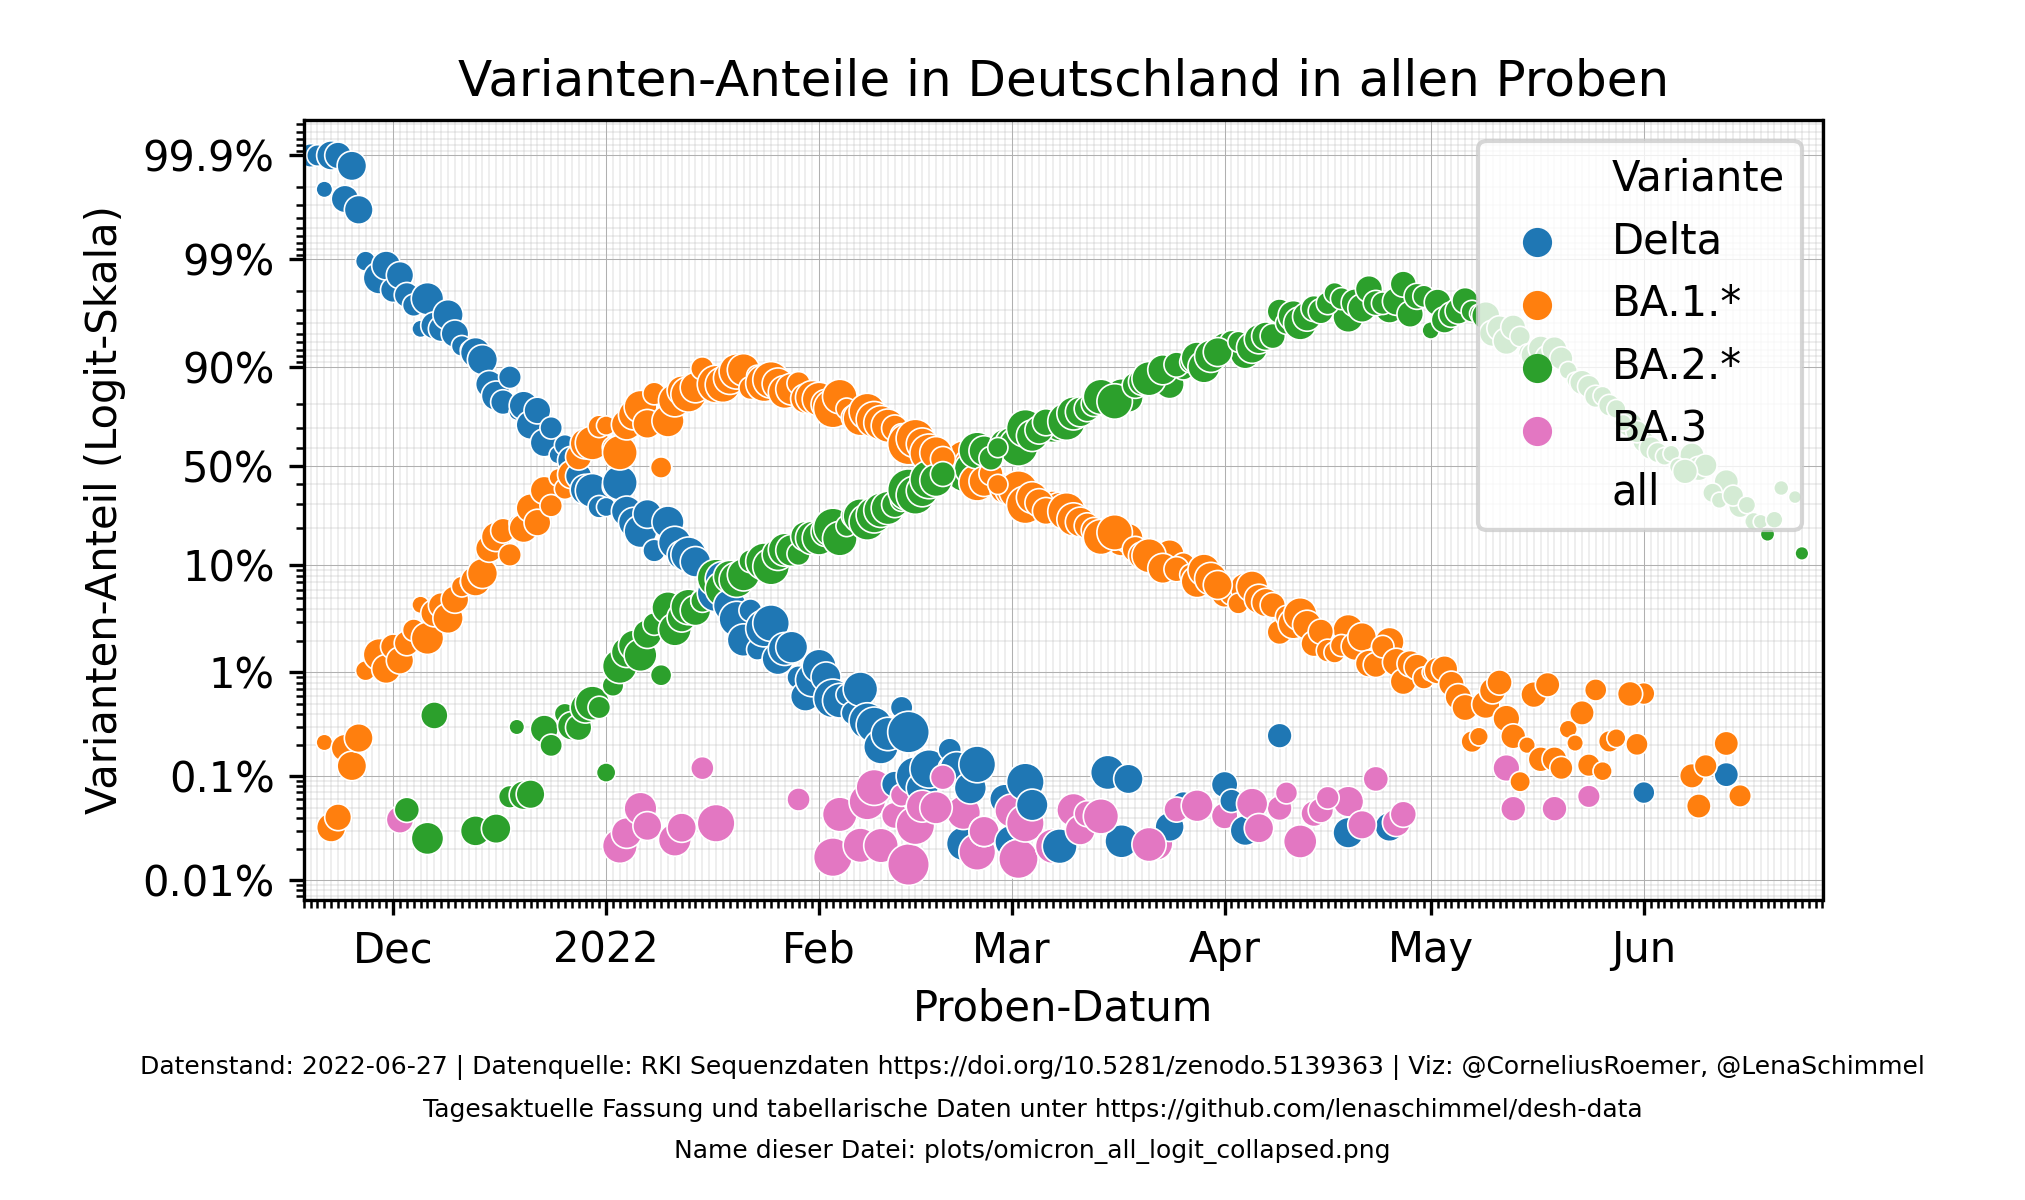 Varianten-Anteile in Deutschland in allen Proben
Varianten-Anteil (Logit-Skala)
99.9%
99%
90%
50%
10%
1%
0.1%
0.01%
Variante
Delta
BA.1.*
BA.2.*
BA.3
all
Dec
2022
Feb
Mar
Apr
May
Jun
Proben-Datum
Datenstand: 2022-06-27 | Datenquelle: RKI Sequenzdaten https://doi.org/10.5281/zenodo.5139363 | Viz: @CorneliusRoemer, @LenaSchimmel
Tagesaktuelle Fassung und tabellarische Daten unter https://github.com/lenaschimmel/desh-data
Name dieser Datei: plots/omicron_all_logit_collapsed.png